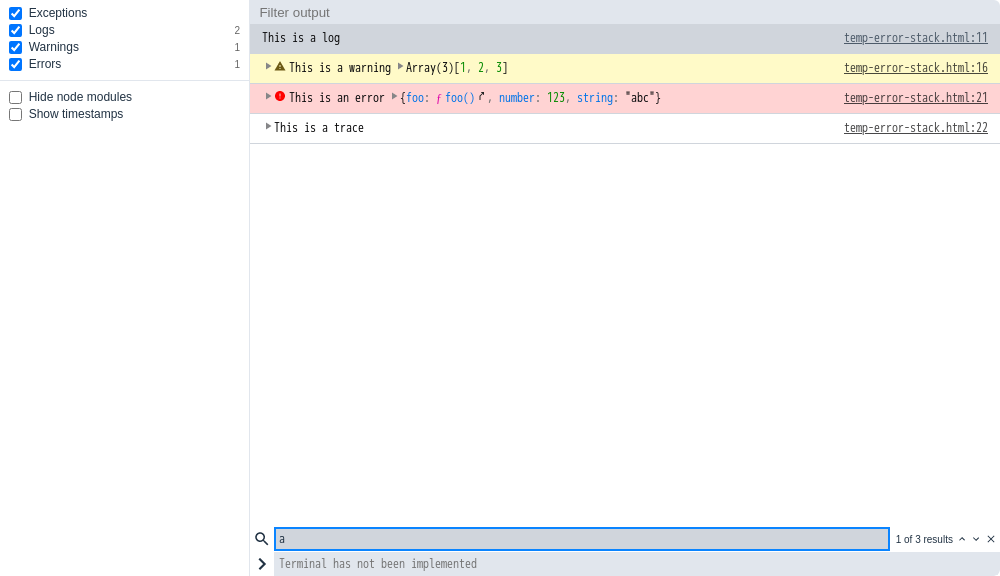 Exceptions
Logs 2
Warnings 1
Errors 1
Hide node modules
Show timestamps
Filter output
This is a log temp-error-stack.html:11
This is a warning Array(3)[1, 2, 3] temp-error-stack.html:16
This is an error {foo: ƒ foo() , number: 123, string: "abc"} temp-error-stack.html:21
This is a trace temp-error-stack.html:22
a 1 of 3 results
Terminal has not been implemented